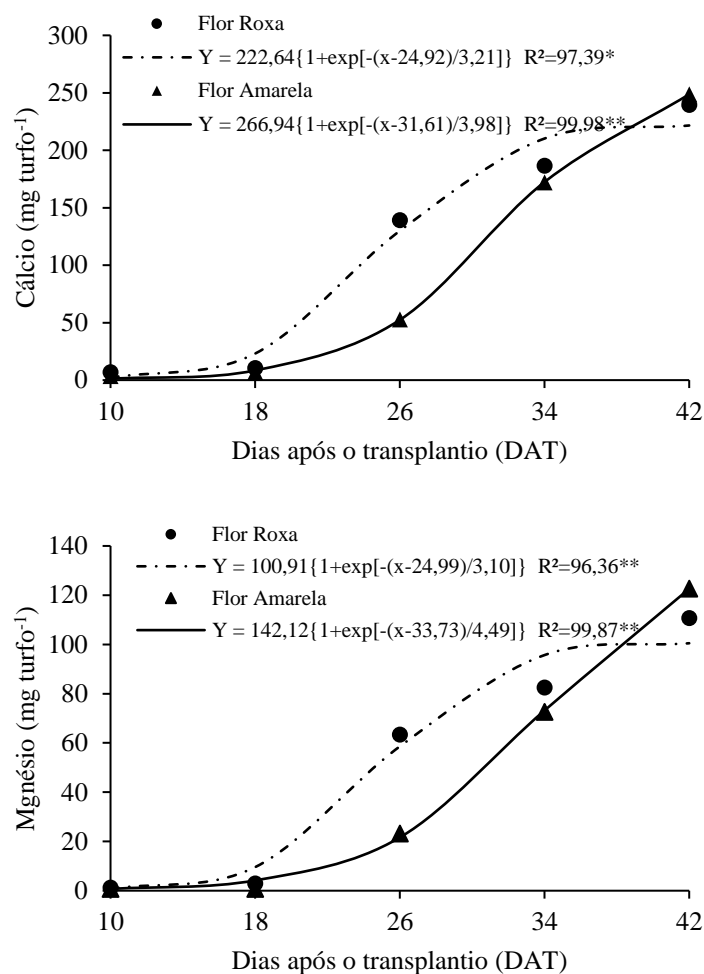 Flor Roxa
Y = 222,64{1+exp[-(x-24,92)/3,21]} R²=97,39*
Flor Amarela
Y = 266,94{1+exp[-(x-31,61)/3,98]} R²=99,98**
300
250
200
150
100
50
0
Cálcio (mg turfo⁻¹)
10 18 26 34 42
Dias após o transplantio (DAT)
Flor Roxa
Y = 100,91{1+exp[-(x-24,99)/3,10]} R²=96,36**
Flor Amarela
Y = 142,12{1+exp[-(x-33,73)/4,49]} R²=99,87**
140
120
100
80
60
40
20
0
Mgnésio (mg turfo⁻¹)
10 18 26 34 42
Dias após o transplantio (DAT)